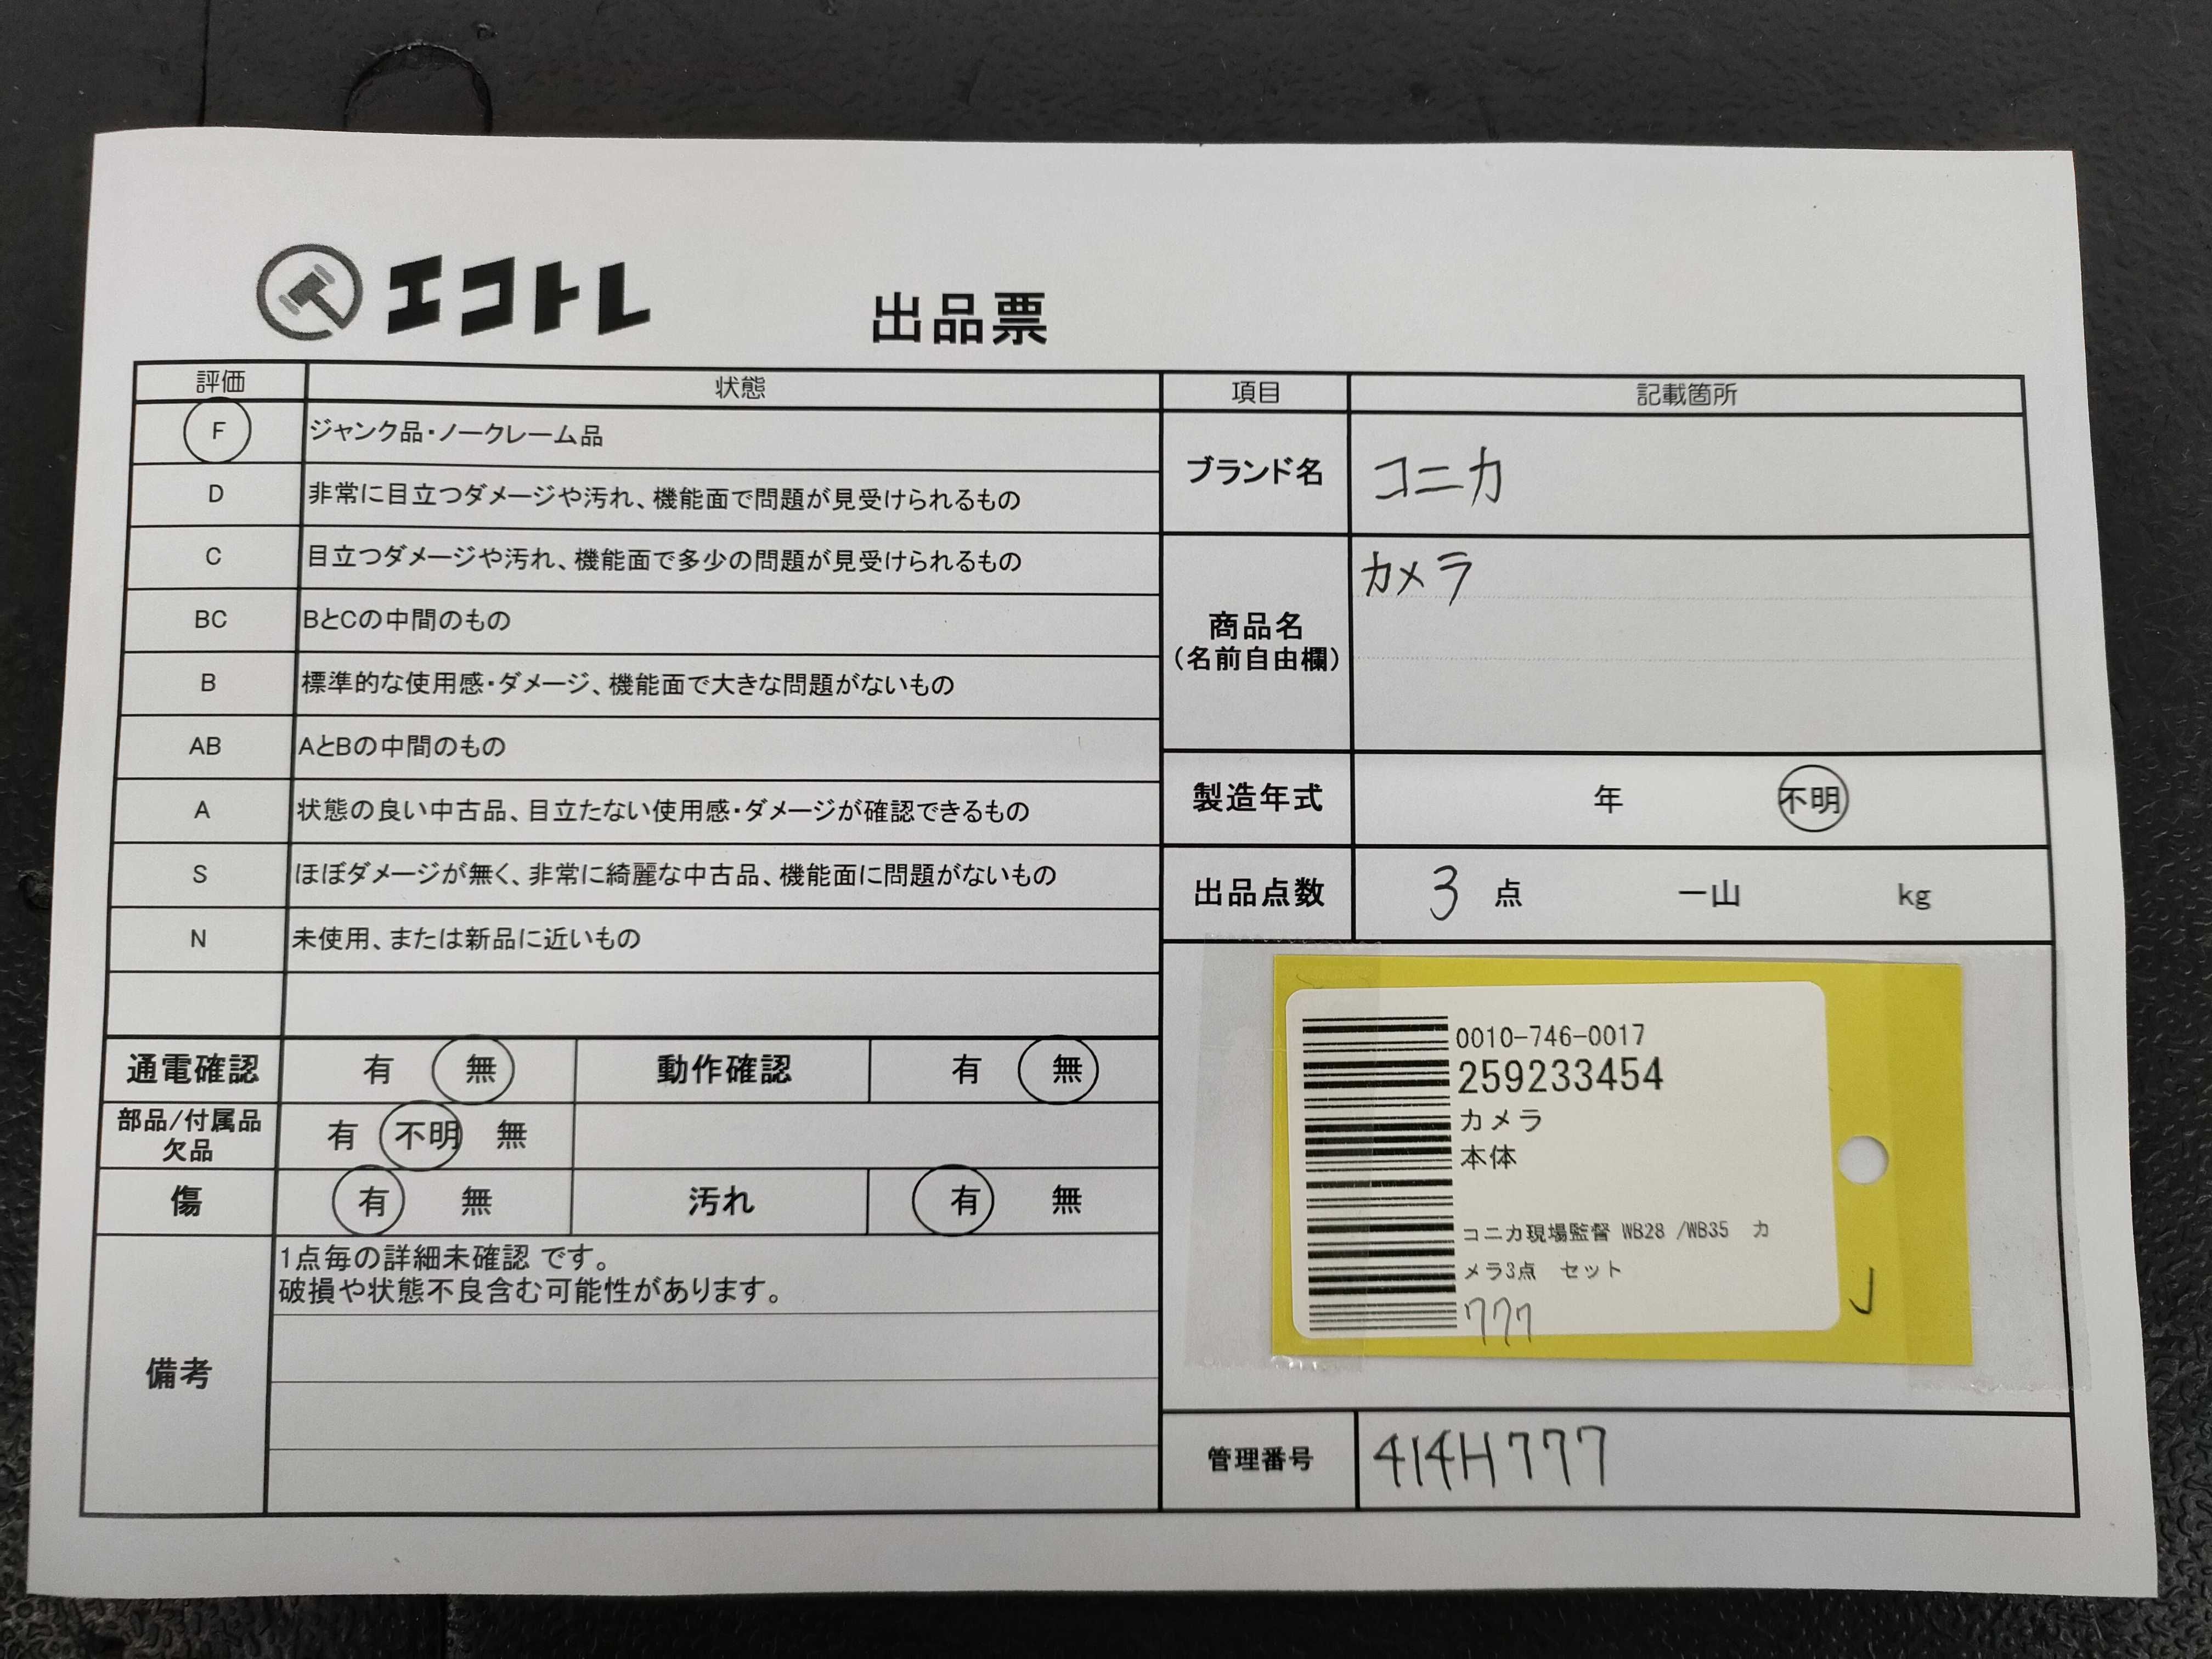 エコトレ
出品票
評価 状態
F ジャンク品・ノークレーム品
D 非常に目立つダメージや汚れ、機能面で問題が見受けられるもの
C 目立つダメージや汚れ、機能面で多少の問題が見受けられるもの
BC BとCの中間のもの
B 標準的な使用感・ダメージ、機能面で大きな問題がないもの
AB AとBの中間のもの
A 状態の良い中古品、目立たない使用感・ダメージが確認できるもの
S ほぼダメージが無く、非常に綺麗な中古品、機能面に問題がないもの
N 未使用、または新品に近いもの
通電確認 有 無 動作確認 有 無
部品/付属品
欠品
有 不明 無
傷 有 無 汚れ 有 無
備考
1点毎の詳細未確認 です。
破損や状態不良含む可能性があります。
項目 記載箇所
ブランド名 コニカ
商品名
(名前自由欄)
カメラ
製造年式 年 不明
出品点数 3 点 一山 kg
0010-746-0017
259233454
カメラ
本体
コニカ現場監督 WB28 /WB35 カ
メラ3点 セット
777
J
管理番号 414H777